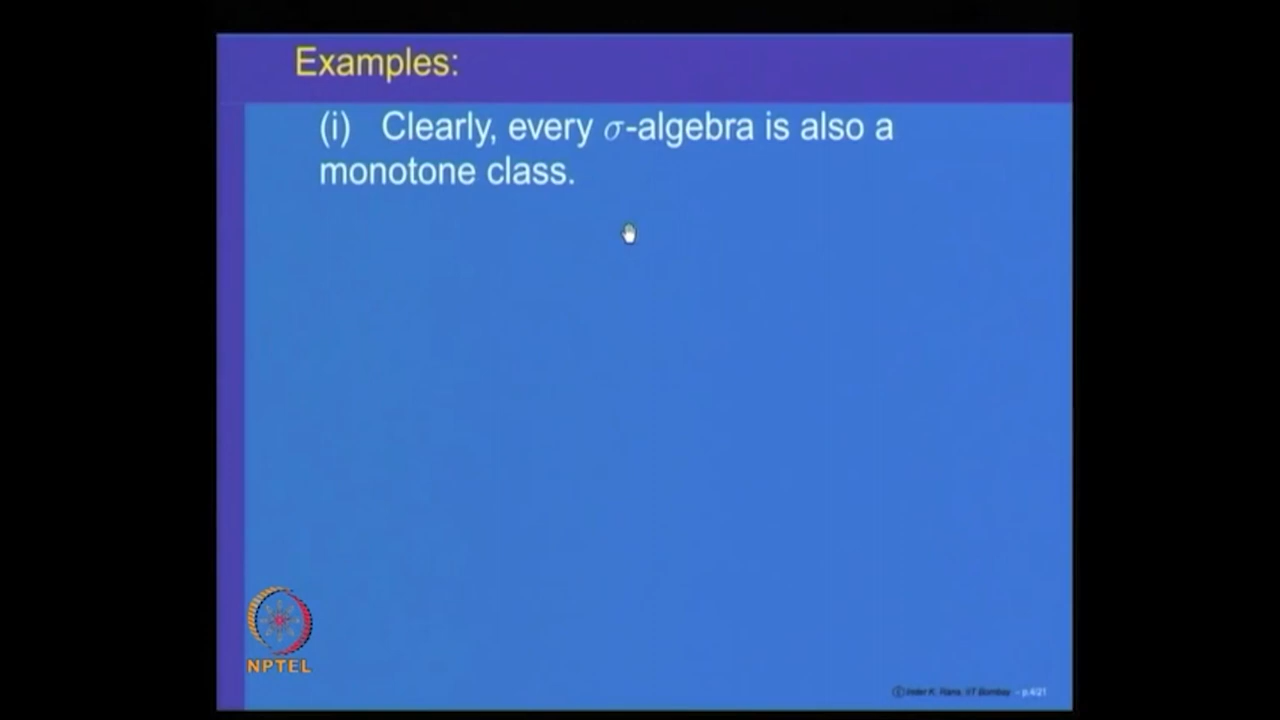 Examples:
(i) Clearly, every σ-algebra is also a
monotone class.
NPTEL
© Inder K. Rana, IIT Bombay - p.4/21